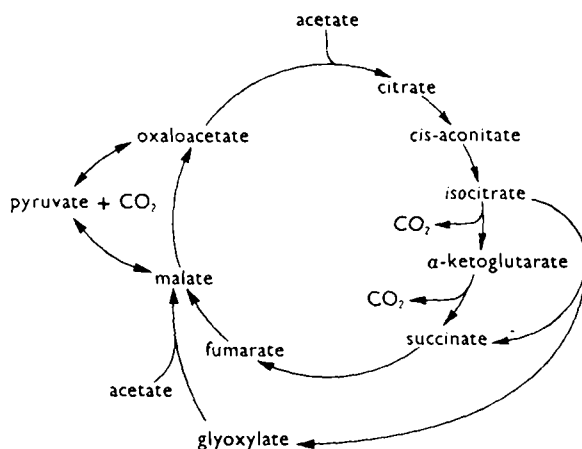 acetate
citrate
oxaloacetate
cis-aconitate
pyruvate + CO₂
isocitrate
CO₂
α-ketoglutarate
malate
CO₂
succinate
fumarate
acetate
glyoxylate